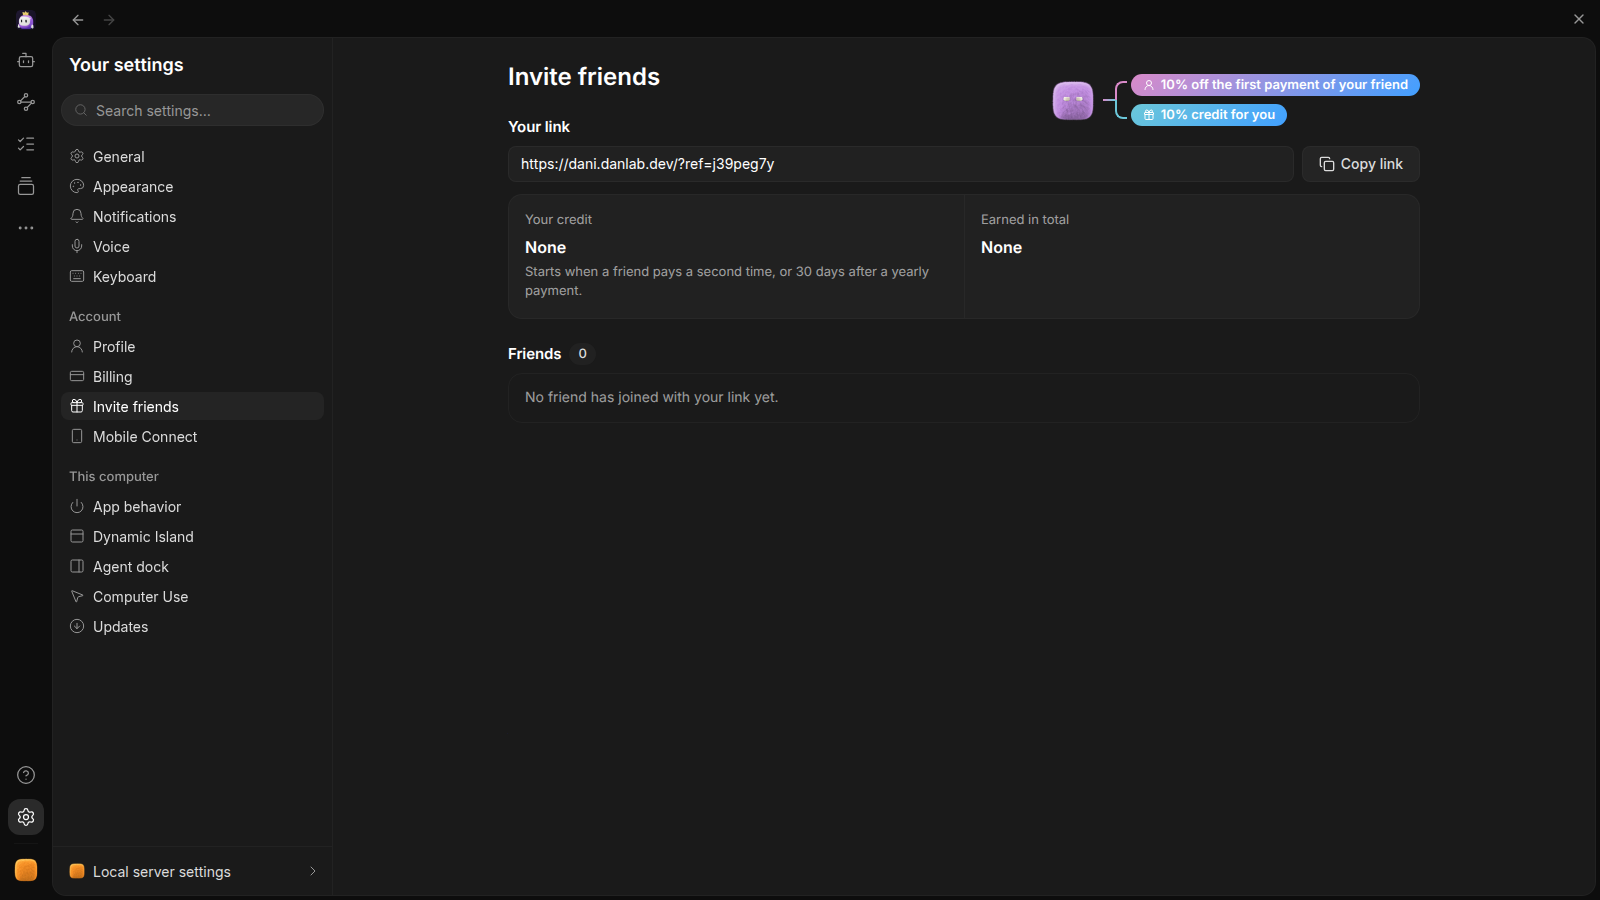 Your settings
Search settings...
General
Appearance
Notifications
Voice
Keyboard
Account
Profile
Billing
Invite friends
Mobile Connect
This computer
App behavior
Dynamic Island
Agent dock
Computer Use
Updates
Local server settings
Invite friends
10% off the first payment of your friend
10% credit for you
Your link
https://dani.danlab.dev/?ref=j39peg7y
Copy link
Your credit
None
Starts when a friend pays a second time, or 30 days after a yearly
payment.
Earned in total
None
Friends 0
No friend has joined with your link yet.